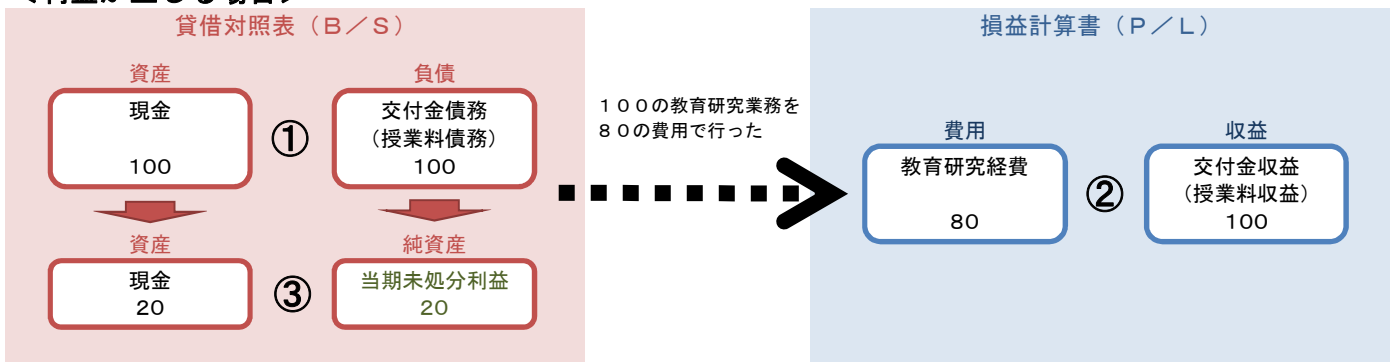 貸借対照表（Ｂ／Ｓ）
資産
現金
100
①
負債
交付金債務
（授業料債務）
100
資産
現金
20
③
純資産
当期未処分利益
20
１００の教育研究業務を
８０の費用で行った
損益計算書（Ｐ／Ｌ）
費用
教育研究経費
80
②
収益
交付金収益
（授業料収益）
100